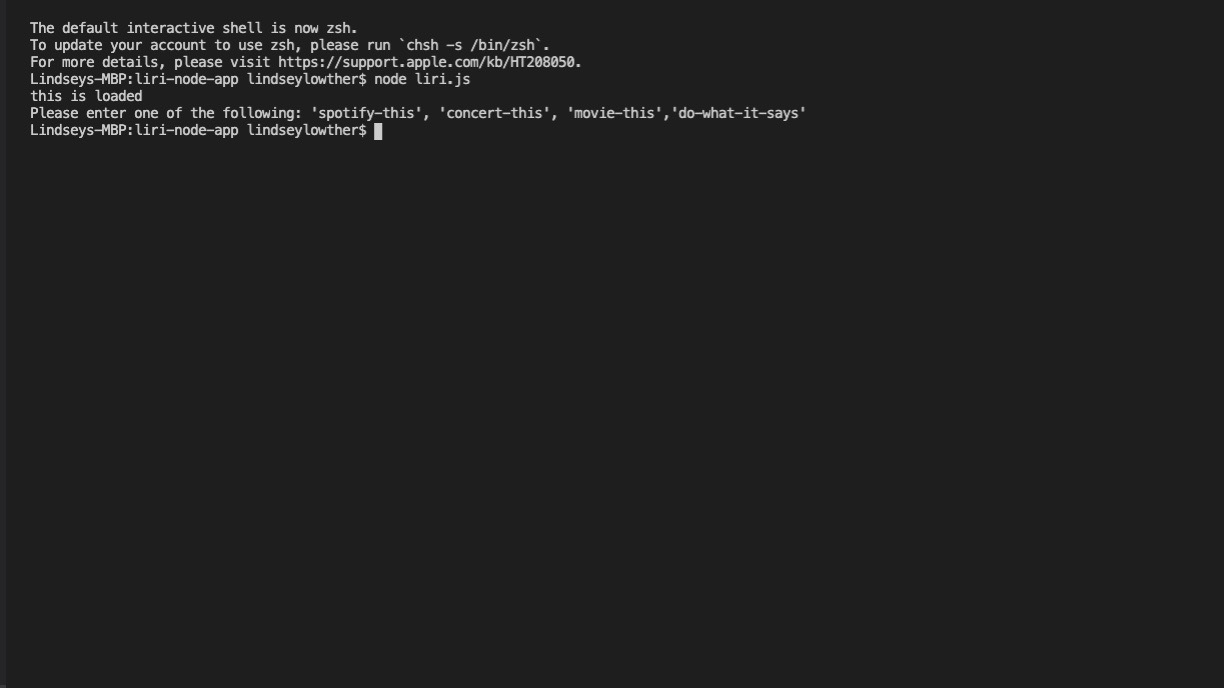 The default interactive shell is now zsh.
To update your account to use zsh, please run `chsh -s /bin/zsh`.
For more details, please visit https://support.apple.com/kb/HT208050.
Lindseys-MBP:liri-node-app lindseylowther$ node liri.js
this is loaded
Please enter one of the following: 'spotify-this', 'concert-this', 'movie-this','do-what-it-says'
Lindseys-MBP:liri-node-app lindseylowther$